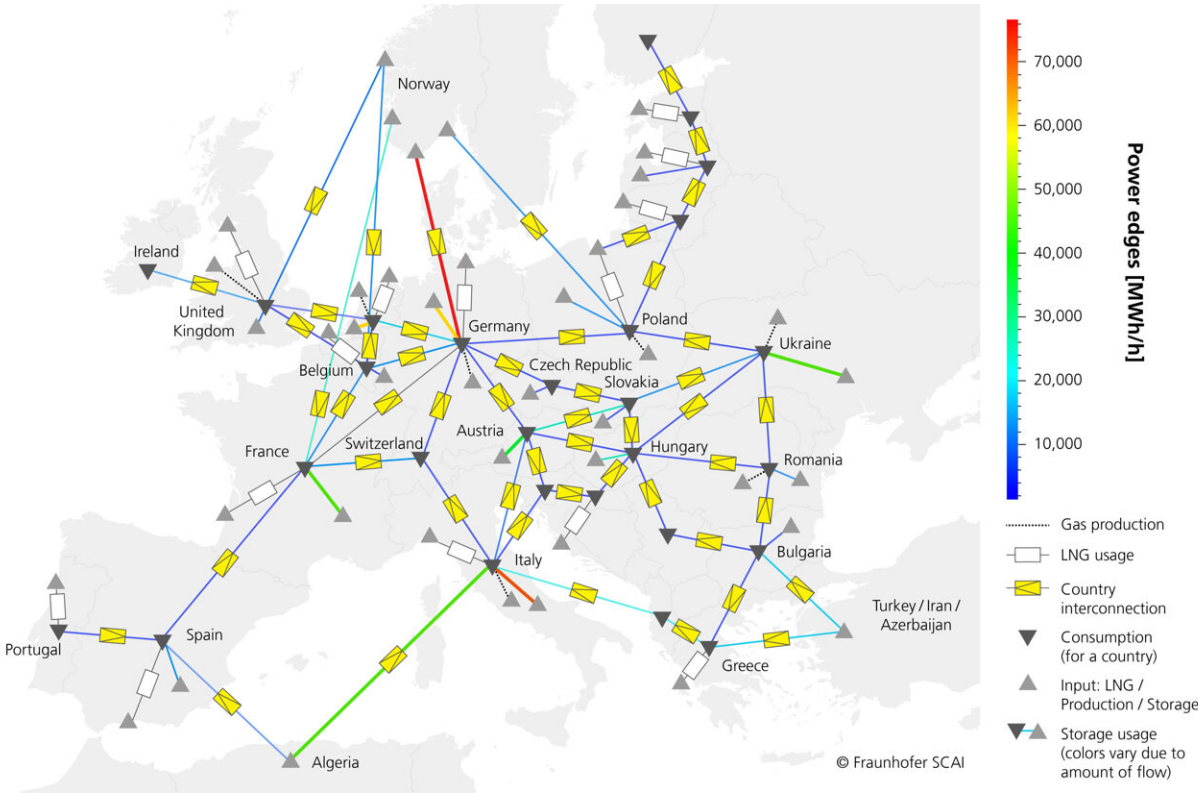 Norway
Ireland
United
Kingdom
Belgium
Germany
Poland
Ukraine
Czech Republic
Slovakia
Austria
Switzerland
France
Hungary
Romania
Italy
Bulgaria
Portugal
Spain
Greece
Turkey / Iran /
Azerbaijan
Algeria
© Fraunhofer SCAI
70,000
60,000
50,000
40,000
30,000
20,000
10,000
Power edges [MWh/h]
Gas production
LNG usage
Country
interconnection
Consumption
(for a country)
Input: LNG /
Production / Storage
Storage usage
(colors vary due to
amount of flow)